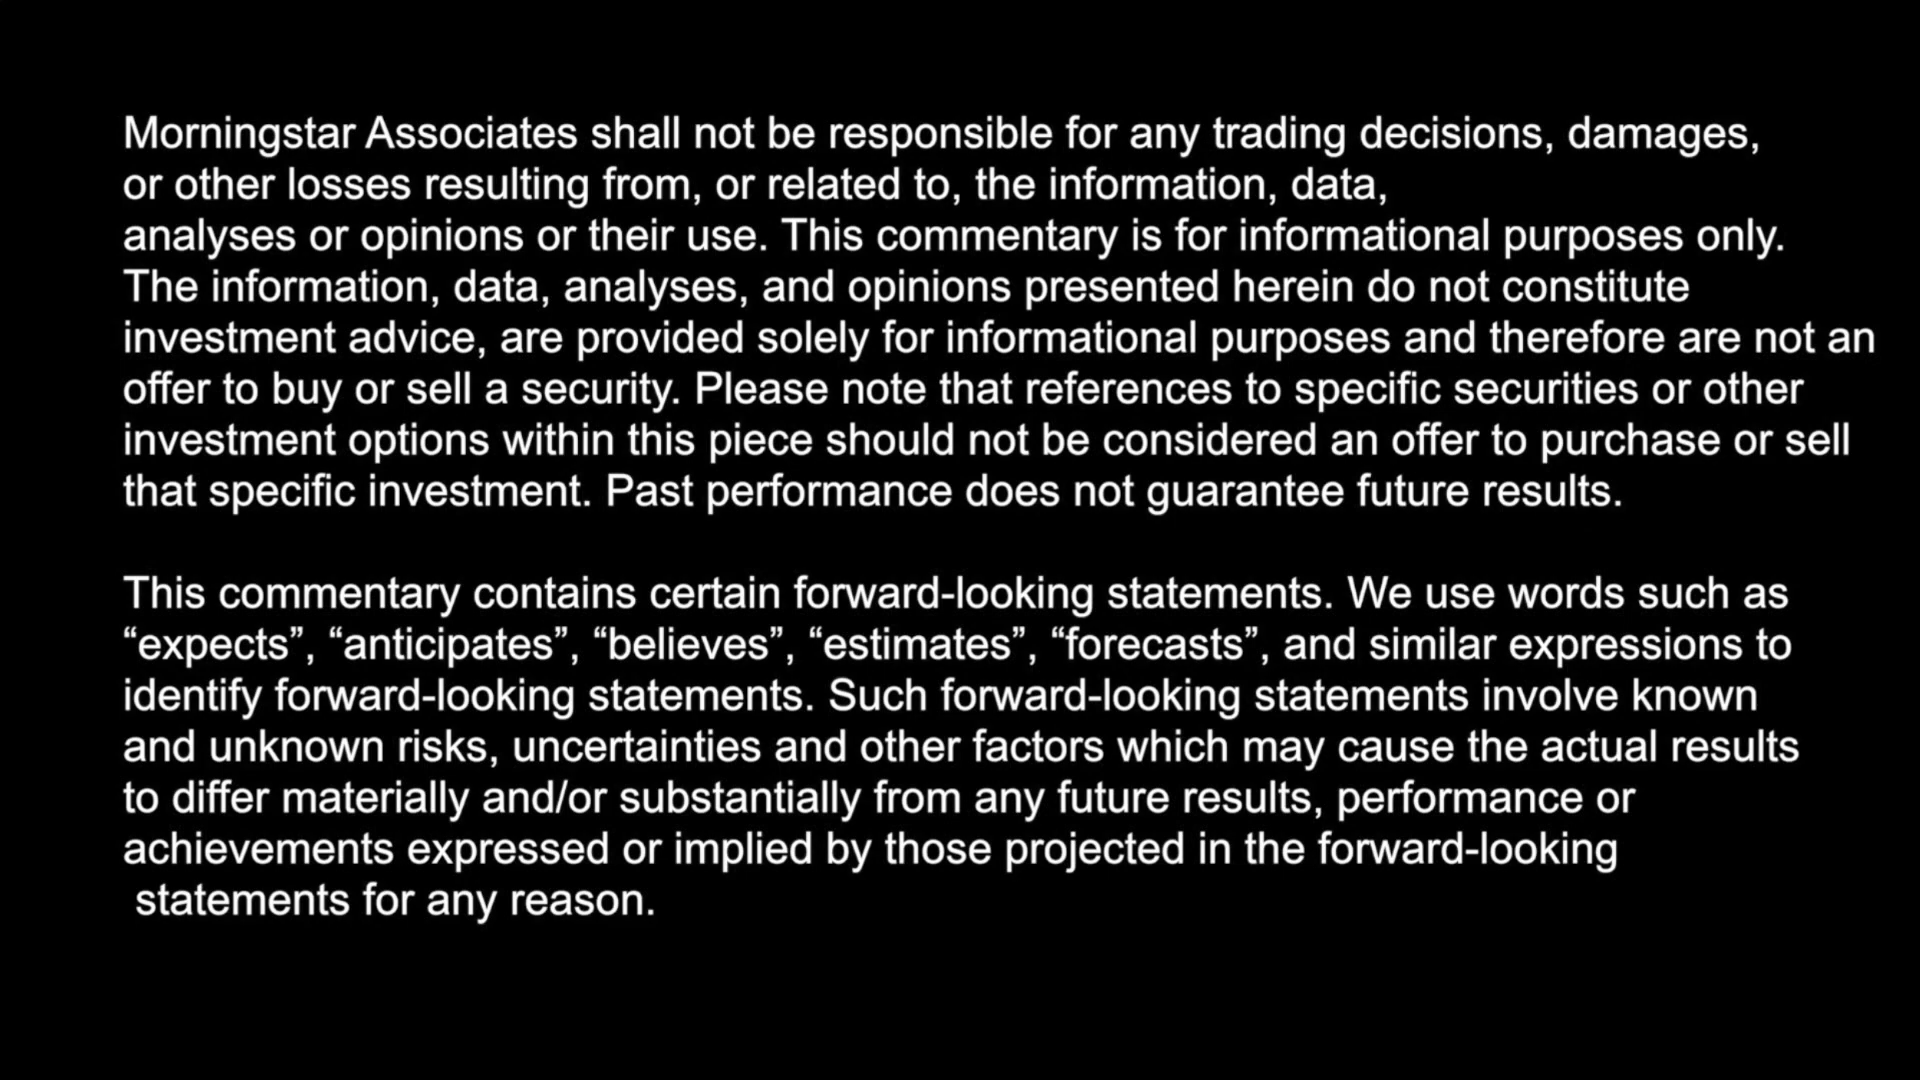 Morningstar Associates shall not be responsible for any trading decisions, damages,
or other losses resulting from, or related to, the information, data,
analyses or opinions or their use. This commentary is for informational purposes only.
The information, data, analyses, and opinions presented herein do not constitute
investment advice, are provided solely for informational purposes and therefore are not an
offer to buy or sell a security. Please note that references to specific securities or other
investment options within this piece should not be considered an offer to purchase or sell
that specific investment. Past performance does not guarantee future results.
This commentary contains certain forward-looking statements. We use words such as
“expects”, “anticipates”, “believes”, “estimates”, “forecasts”, and similar expressions to
identify forward-looking statements. Such forward-looking statements involve known
and unknown risks, uncertainties and other factors which may cause the actual results
to differ materially and/or substantially from any future results, performance or
achievements expressed or implied by those projected in the forward-looking
statements for any reason.